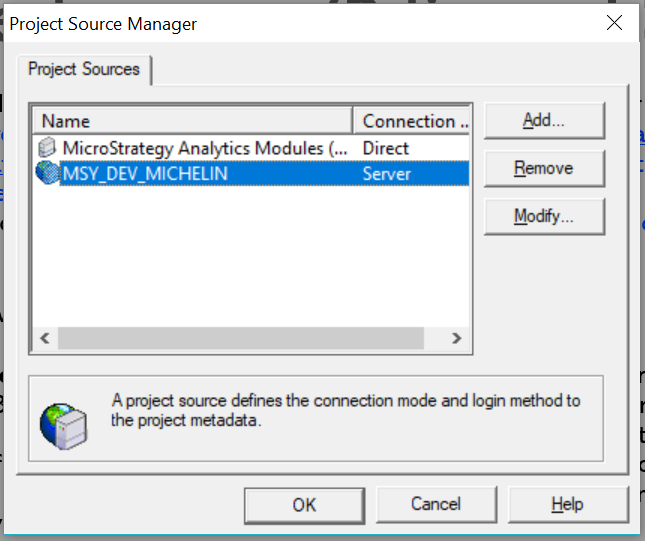 Project Source Manager
Project Sources
Name Connection ..
MicroStrategy Analytics Modules (... Direct
MSY_DEV_MICHELIN Server
Add...
Remove
Modify...
A project source defines the connection mode and login method to
the project metadata.
OK Cancel Help